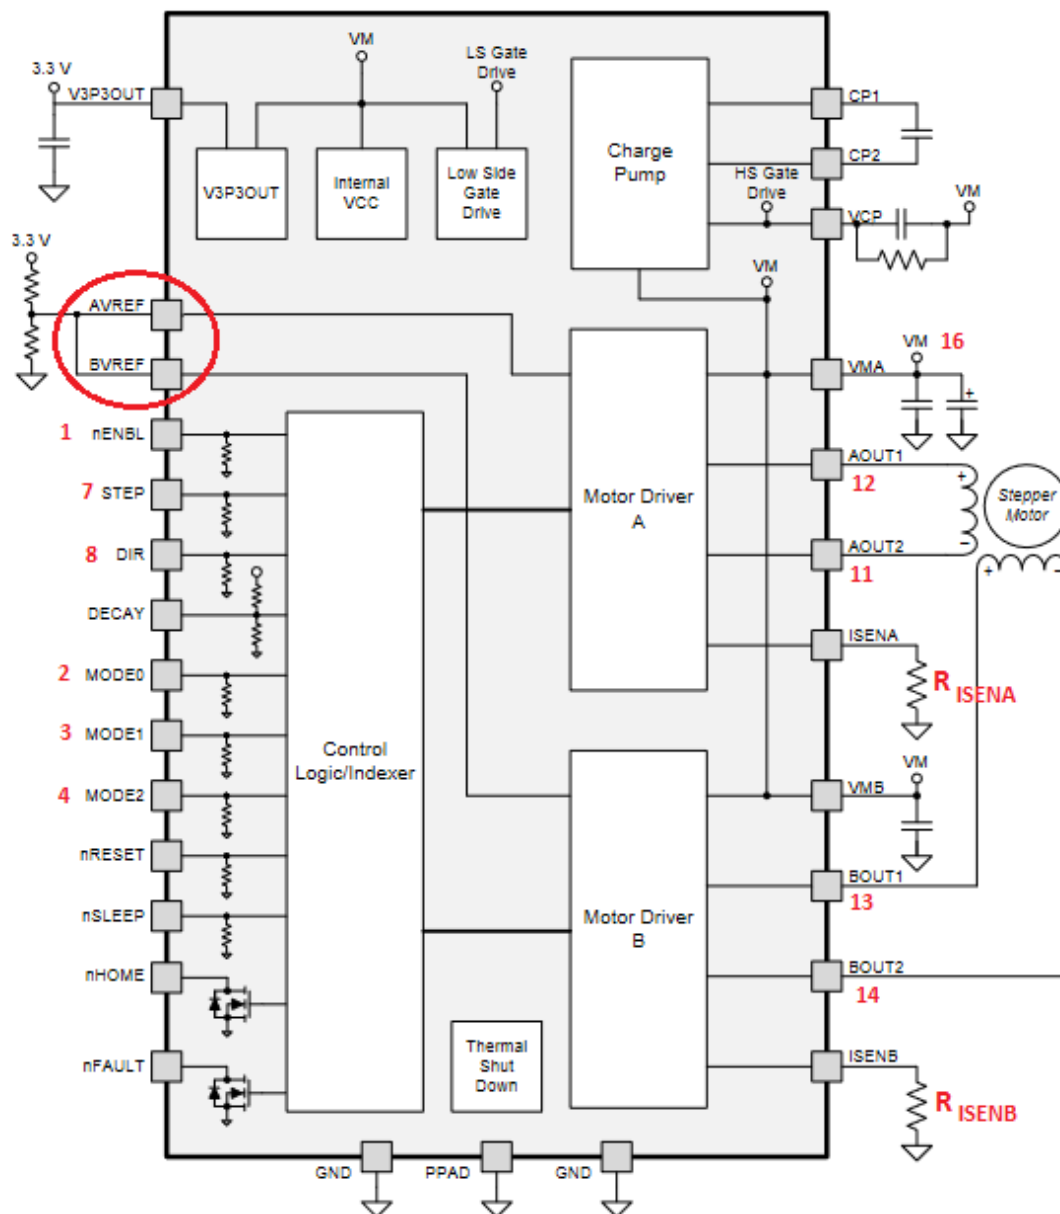 VM
LS Gate
Drive
3.3 V
V3P3OUT
CP1
CP2
Charge
Pump
V3P3OUT
Internal
VCC
Low Side
Gate
Drive
HS Gate
Drive
VM
VCP
3.3 V
VM
AVREF
BVREF
VM
16
VMA
1
nENBL
AOUT1
12
7
STEP
Motor Driver
A
Stepper
Motor
+
−
8
DIR
AOUT2
11
+
−
DECAY
ISENA
2
MODE0
R ISENA
3
MODE1
Control
Logic/Indexer
VM
4
MODE2
VMB
nRESET
BOUT1
13
nSLEEP
Motor Driver
B
nHOME
BOUT2
14
Thermal
Shut
Down
nFAULT
ISENB
R ISENB
GND
PPAD
GND
+